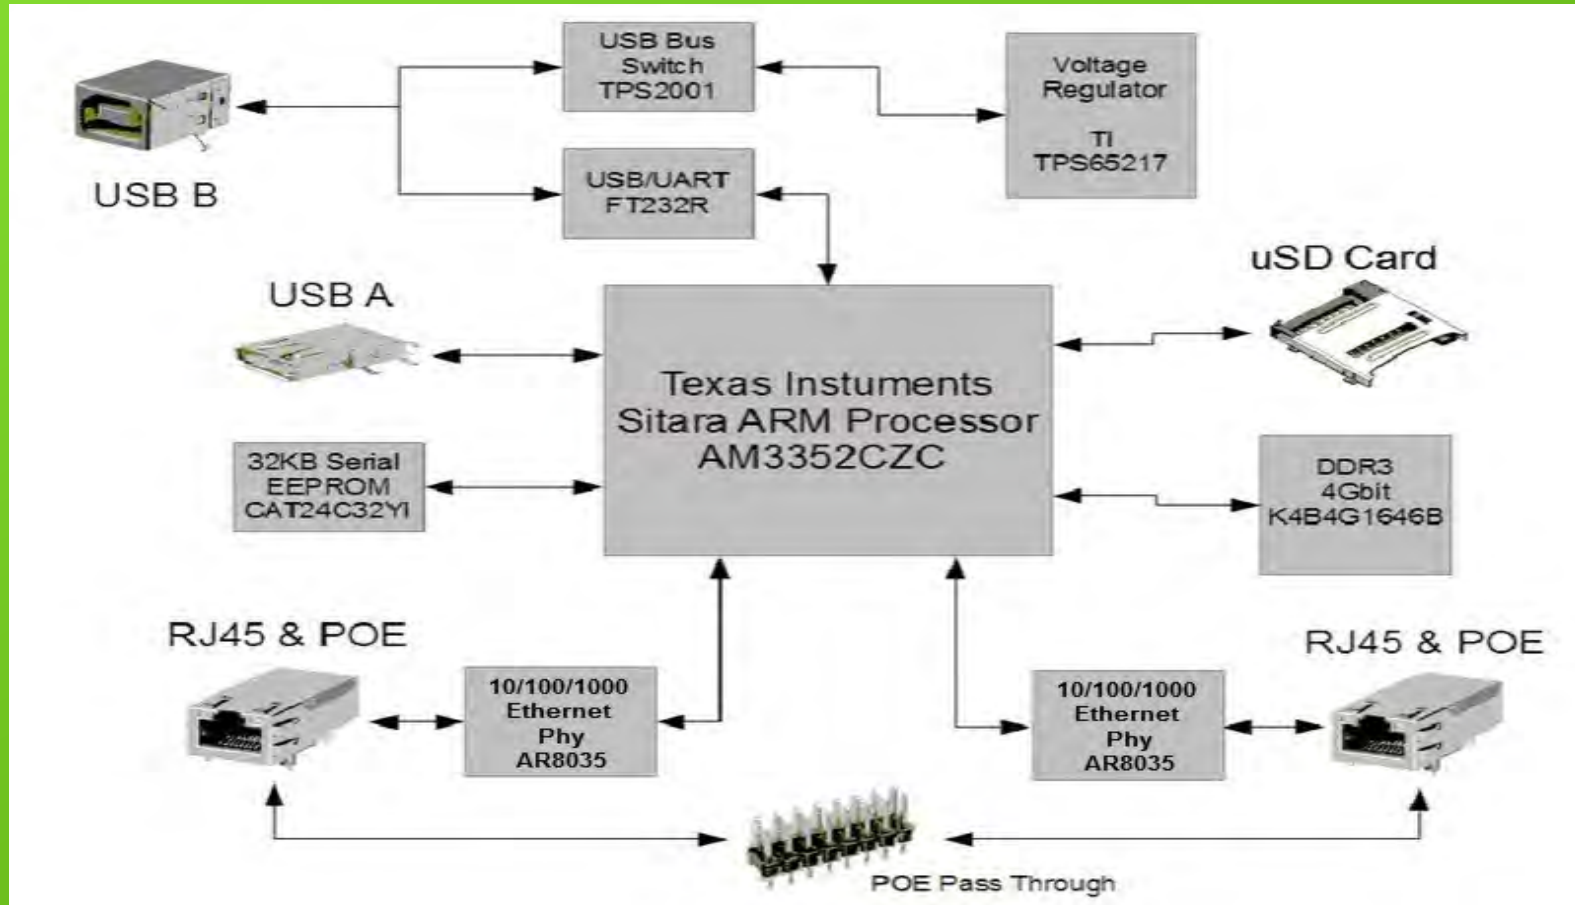 USB Bus
Switch
TPS2001
Voltage
Regulator
TI
TPS65217
USB B
USB/UART
FT232R
uSD Card
USB A
Texas Instuments
Sitara ARM Processor
AM3352CZC
32KB Serial
EEPROM
CAT24C32YI
DDR3
4Gbit
K4B4G1646B
RJ45 & POE
10/100/1000
Ethernet
Phy
AR8035
RJ45 & POE
10/100/1000
Ethernet
Phy
AR8035
POE Pass Through